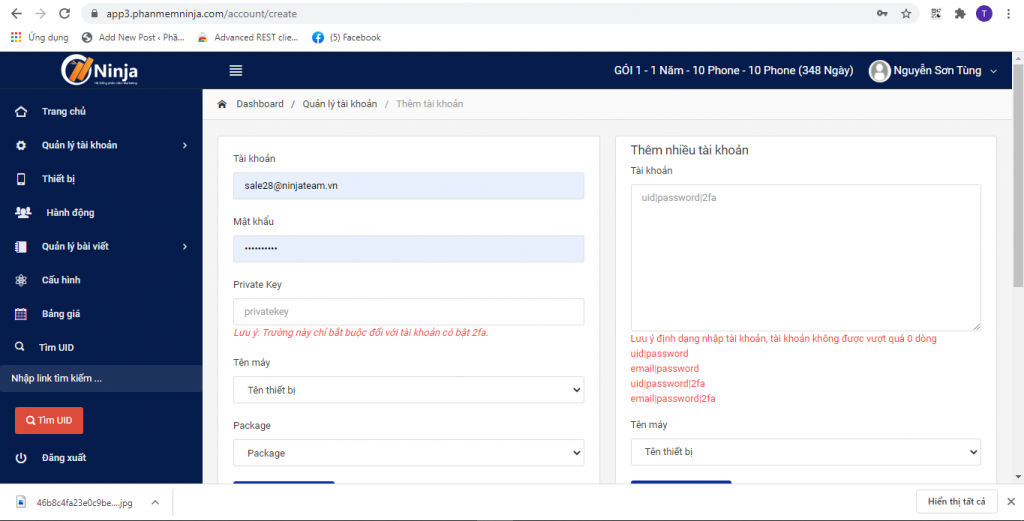 app3.phanmemninja.com/account/create
T
Ứng dụng
Add New Post ‹ Phầ...
Advanced REST clie...
(5) Facebook
Ninja
GÓI 1 - 1 Năm - 10 Phone - 10 Phone (348 Ngày)
Nguyễn Sơn Tùng
Trang chủ
Quản lý tài khoản
Thiết bị
Hành động
Quản lý bài viết
Cấu hình
Bảng giá
Tìm UID
Nhập link tìm kiếm ...
Tìm UID
Đăng xuất
Dashboard / Quản lý tài khoản / Thêm tài khoản
Tài khoản
sale28@ninjateam.vn
Mật khẩu
••••••••••
Private Key
privatekey
Lưu ý: Trường này chỉ bắt buộc đối với tài khoản có bật 2fa.
Tên máy
Tên thiết bị
Package
Package
Thêm nhiều tài khoản
Tài khoản
uid|password|2fa
Lưu ý định dạng nhập tài khoản, tài khoản không được vượt quá 0 dòng
uid|password
email|password
uid|password|2fa
email|password|2fa
Tên máy
Tên thiết bị
46b8c4fa23e0c9be....jpg
Hiển thị tất cả